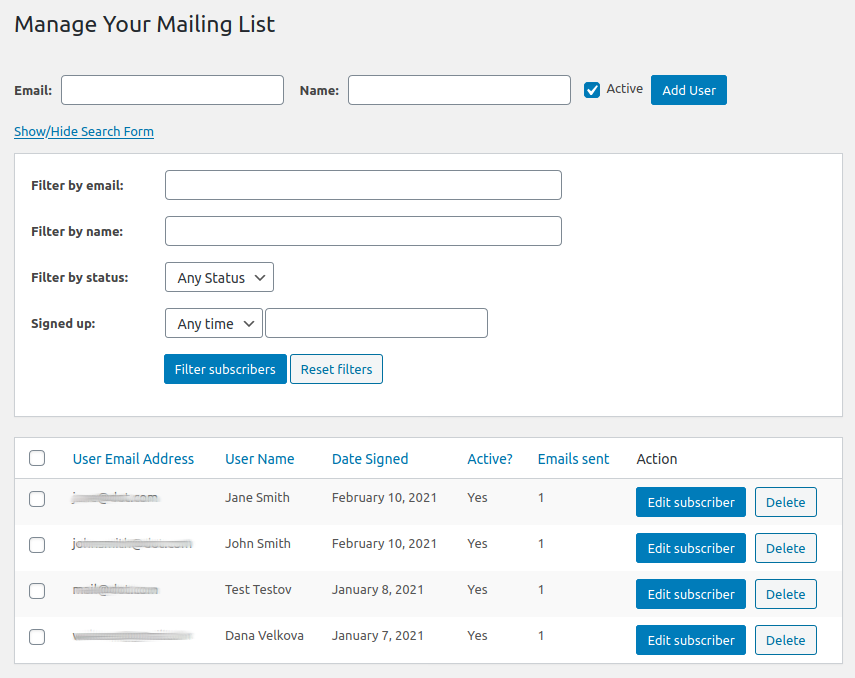 Manage Your Mailing List
Email: Name: Active Add User
Show/Hide Search Form
Filter by email:
Filter by name:
Filter by status: Any Status
Signed up: Any time
Filter subscribers Reset filters
User Email Address User Name Date Signed Active? Emails sent Action
Jane Smith February 10, 2021 Yes 1 Edit subscriber Delete
John Smith February 10, 2021 Yes 1 Edit subscriber Delete
Test Testov January 8, 2021 Yes 1 Edit subscriber Delete
Dana Velkova January 7, 2021 Yes 1 Edit subscriber Delete